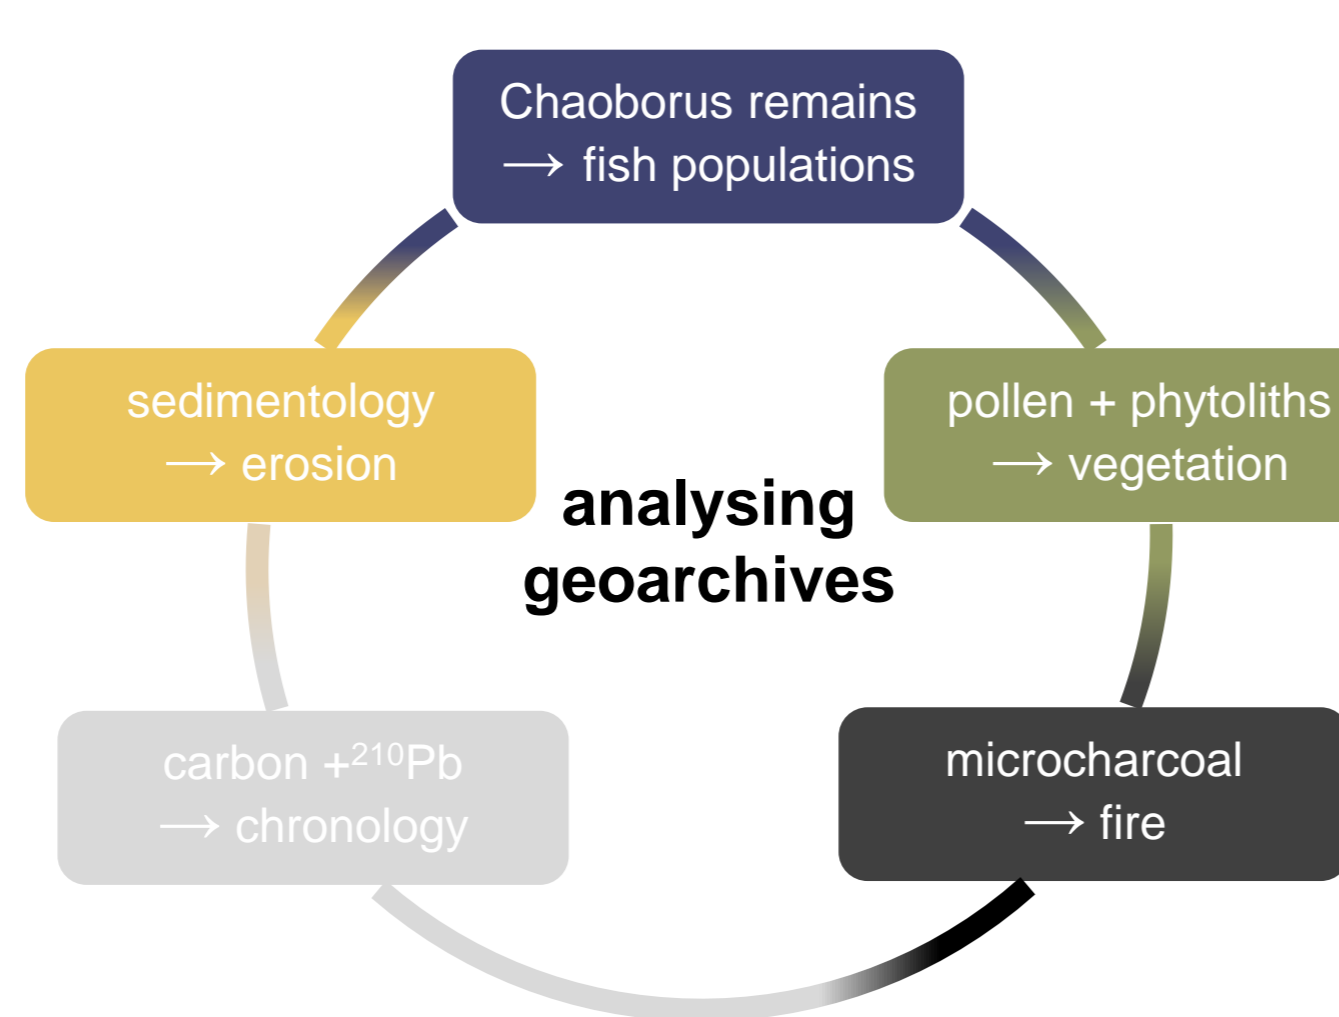 Chaoborus remains
→ fish populations
sedimentology
→ erosion
pollen + phytoliths
→ vegetation
analysing
geoarchives
carbon +²¹⁰Pb
→ chronology
microcharcoal
→ fire